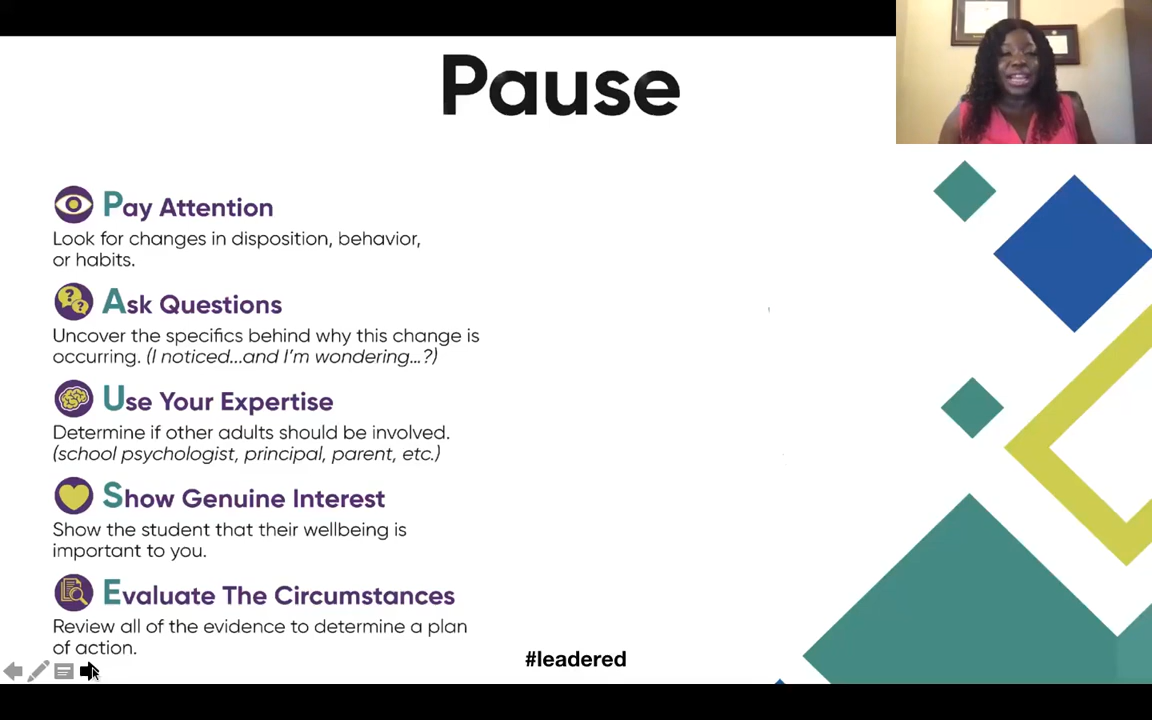 Pause
Pay Attention
Look for changes in disposition, behavior,
or habits.
Ask Questions
Uncover the specifics behind why this change is
occurring. (I noticed...and I'm wondering...?)
Use Your Expertise
Determine if other adults should be involved.
(school psychologist, principal, parent, etc.)
Show Genuine Interest
Show the student that their wellbeing is
important to you.
Evaluate The Circumstances
Review all of the evidence to determine a plan
of action.
#leadered